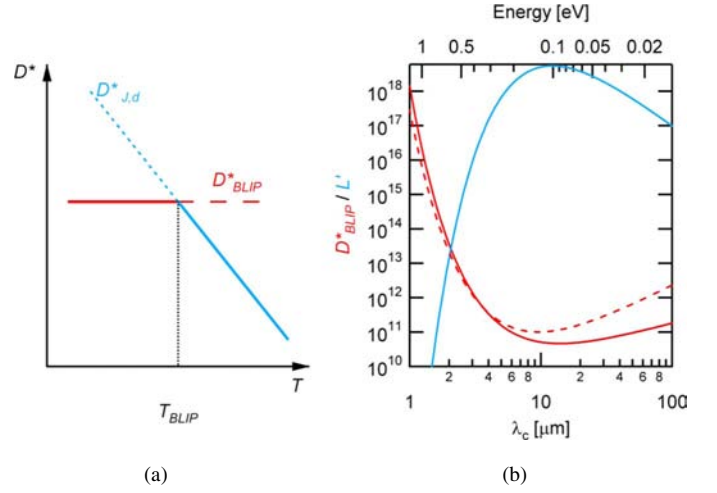 D*
D*J,d
D*BLIP
T
TBLIP
(a)
Energy [eV]
1 0.5 0.1 0.05 0.02
D*BLIP / L'
10^18
10^17
10^16
10^15
10^14
10^13
10^12
10^11
10^10
2 4 6 8 2 4 6 8
1 10 100
λc [µm]
(b)